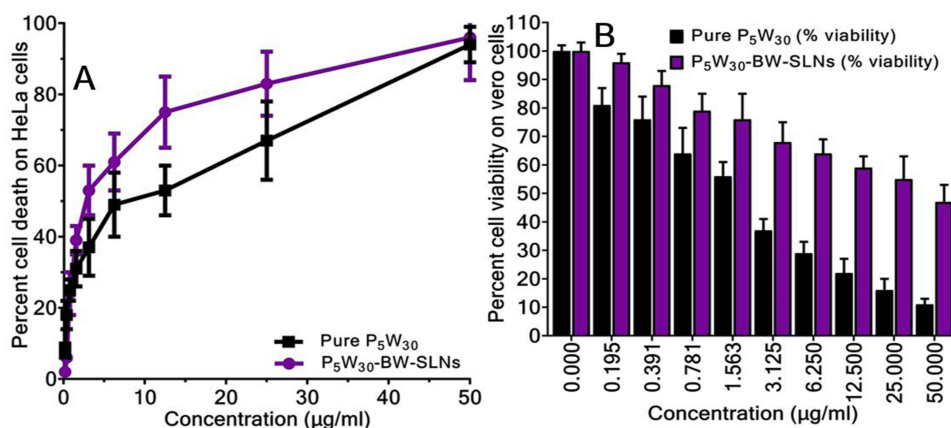 A
Percent cell death on HeLa cells
100
80
60
40
20
0
Pure P₅W₃₀
P₅W₃₀-BW-SLNs
0 10 20 30 40 50
Concentration (µg/ml)
B
Pure P₅W₃₀ (% viability)
P₅W₃₀-BW-SLNs (% viability)
Percent cell viability on vero cells
110
100
90
80
70
60
50
40
30
20
10
0
0.000
0.195
0.391
0.781
1.563
3.125
6.250
12.500
25.000
50.000
Concentration (µg/ml)